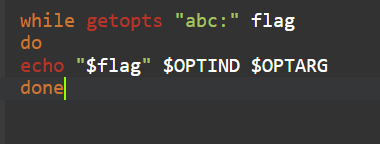 while getopts "abc:" flag
do
echo "$flag" $OPTIND $OPTARG
done